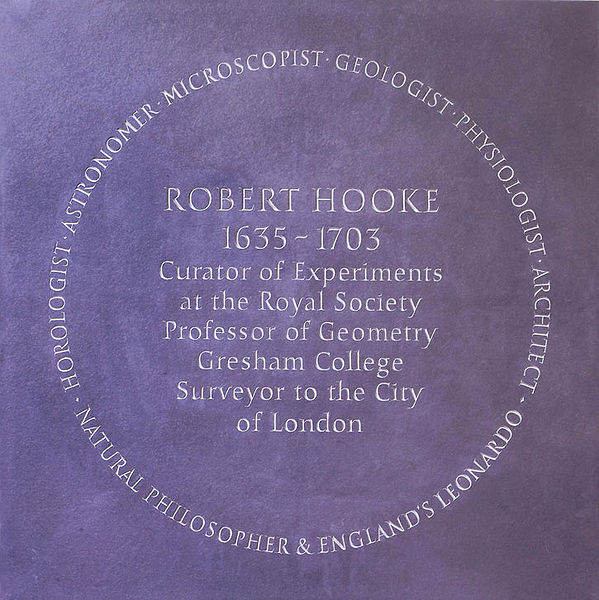 HOROLOGIST · ASTRONOMER · MICROSCOPIST · GEOLOGIST · PHYSIOLOGIST · ARCHITECT ·
NATURAL PHILOSOPHER & ENGLAND'S LEONARDO ·
ROBERT HOOKE
1635 - 1703
Curator of Experiments
at the Royal Society
Professor of Geometry
Gresham College
Surveyor to the City
of London